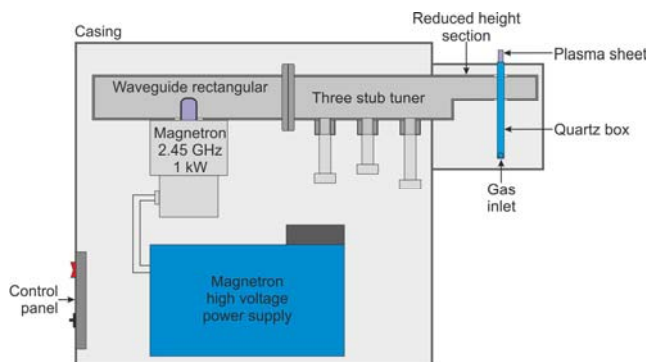 Casing
Reduced height
section
Plasma sheet
Waveguide rectangular
Three stub tuner
Magnetron
2.45 GHz
1 kW
Quartz box
Gas
inlet
Control
panel
Magnetron
high voltage
power supply